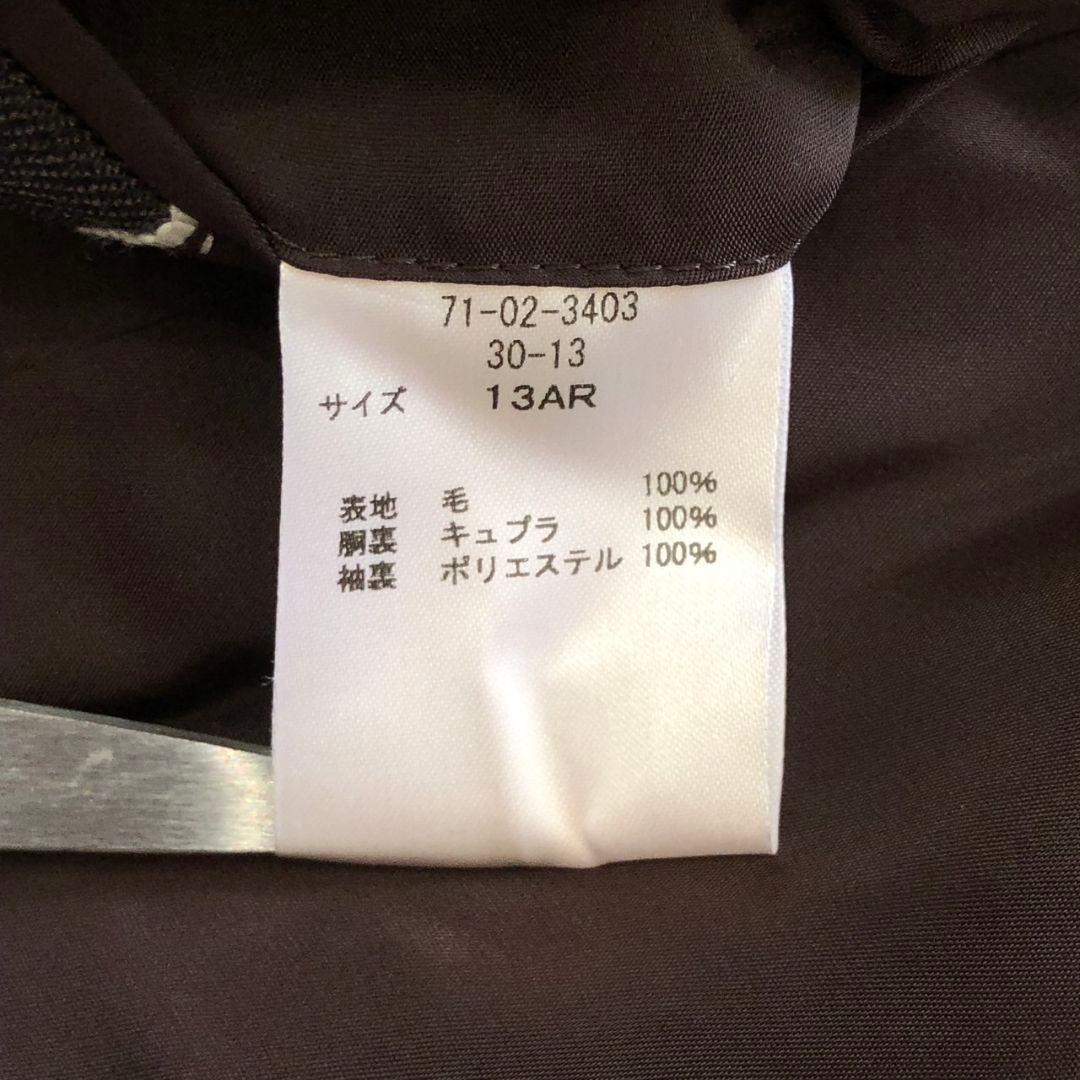 71-02-3403
30-13
サイズ 13AR
表地 毛 100%
胴裏 キュプラ 100%
袖裏 ポリエステル 100%